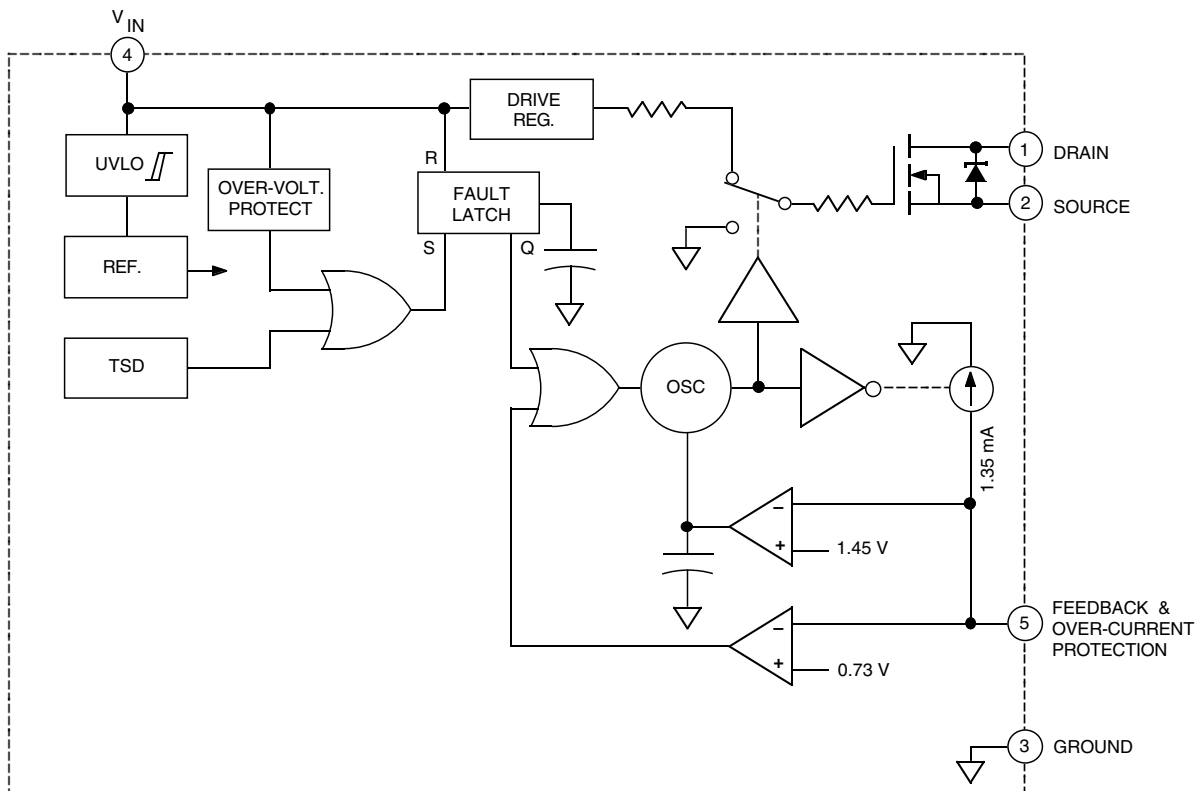 V IN
4
DRIVE
REG.
UVLO
R
1
DRAIN
OVER-VOLT.
PROTECT
FAULT
LATCH
2
SOURCE
S
Q
REF.
TSD
OSC
1.35 mA
–
+
1.45 V
–
+
0.73 V
5
FEEDBACK &
OVER-CURRENT
PROTECTION
3
GROUND